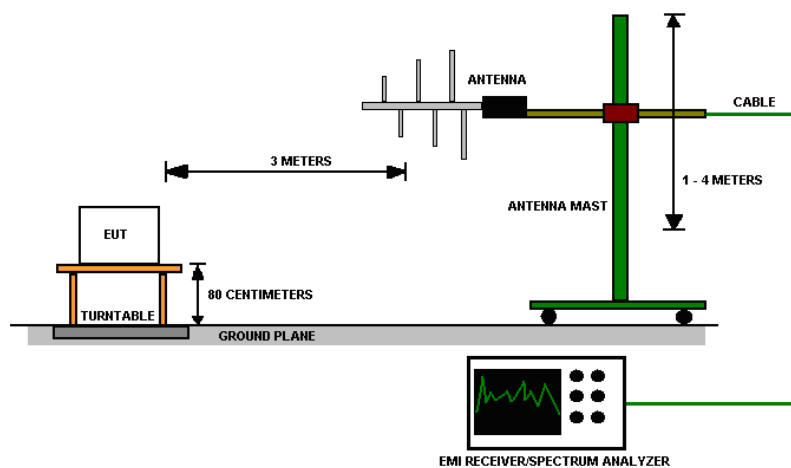 ANTENNA
CABLE
3 METERS
1 - 4 METERS
ANTENNA MAST
EUT
80 CENTIMETERS
TURNTABLE
GROUND PLANE
EMI RECEIVER/SPECTRUM ANALYZER